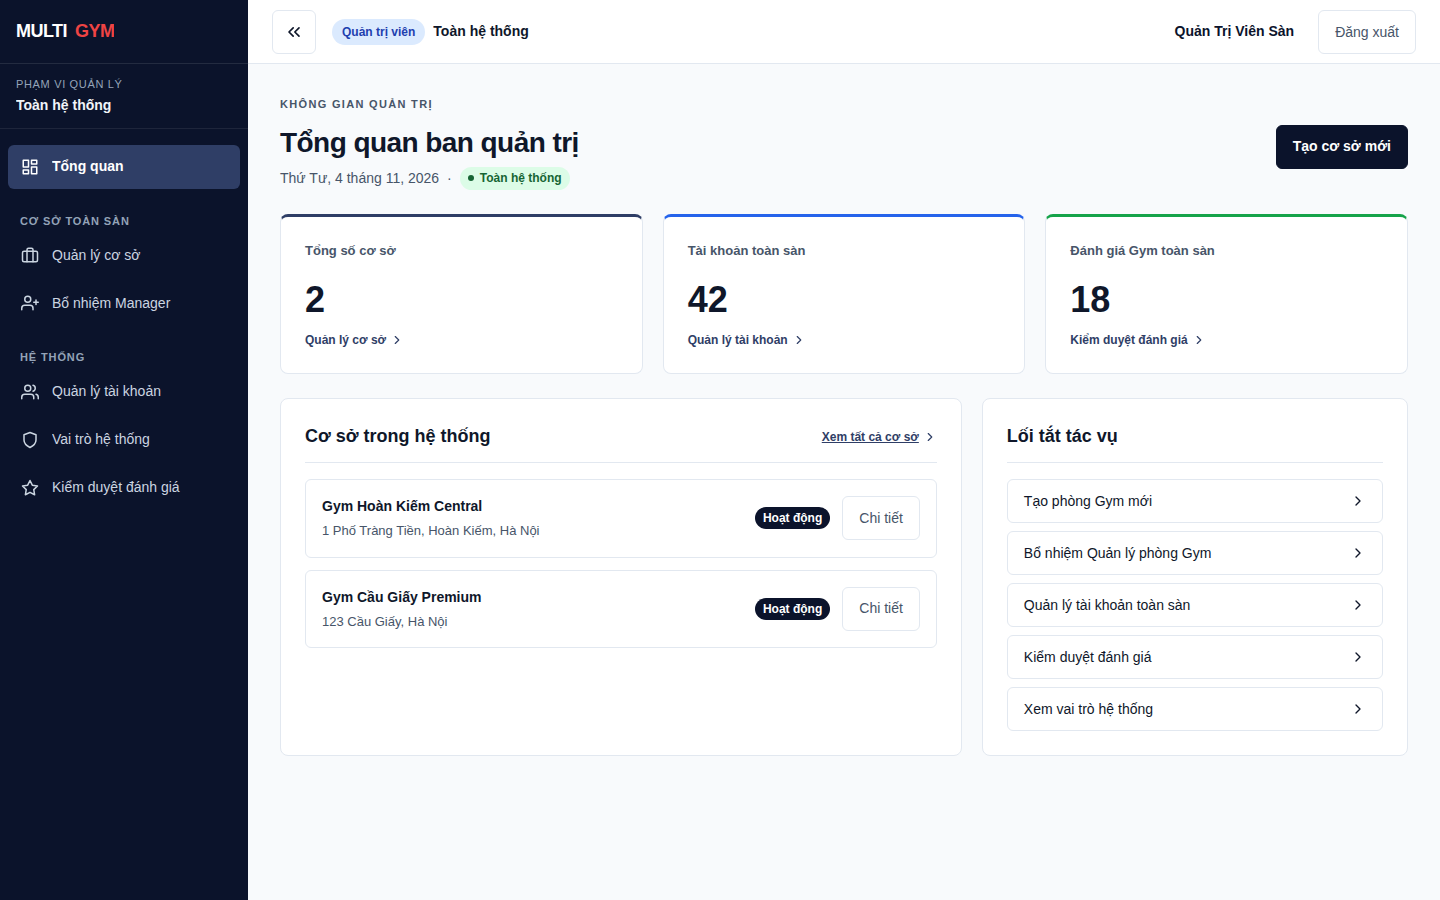 MULTI GYM
PHẠM VI QUẢN LÝ
Toàn hệ thống
Tổng quan
CƠ SỞ TOÀN SÀN
Quản lý cơ sở
Bổ nhiệm Manager
HỆ THỐNG
Quản lý tài khoản
Vai trò hệ thống
Kiểm duyệt đánh giá
Quản trị viên Toàn hệ thống
Quản Trị Viên Sàn
Đăng xuất
KHÔNG GIAN QUẢN TRỊ
Tổng quan ban quản trị
Thứ Tư, 4 tháng 11, 2026 · Toàn hệ thống
Tạo cơ sở mới
Tổng số cơ sở
2
Quản lý cơ sở
Tài khoản toàn sàn
42
Quản lý tài khoản
Đánh giá Gym toàn sàn
18
Kiểm duyệt đánh giá
Cơ sở trong hệ thống
Xem tất cả cơ sở
Gym Hoàn Kiếm Central
1 Phố Tràng Tiền, Hoàn Kiếm, Hà Nội
Hoạt động
Chi tiết
Gym Cầu Giấy Premium
123 Cầu Giấy, Hà Nội
Hoạt động
Chi tiết
Lối tắt tác vụ
Tạo phòng Gym mới
Bổ nhiệm Quản lý phòng Gym
Quản lý tài khoản toàn sàn
Kiểm duyệt đánh giá
Xem vai trò hệ thống